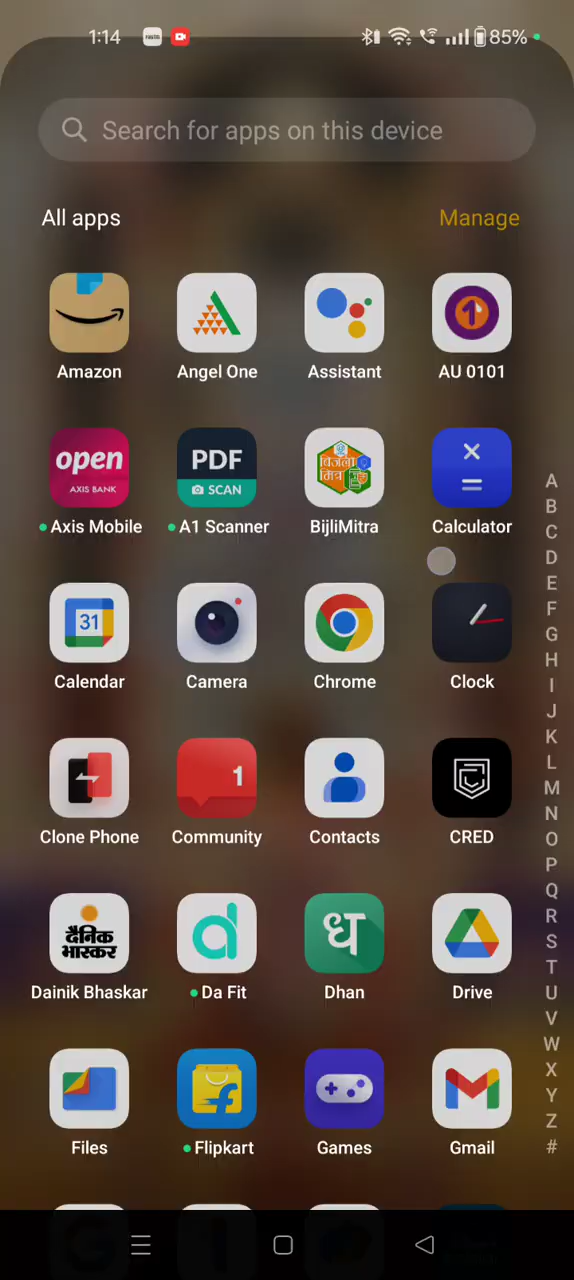 1:14 85%
Search for apps on this device
All apps Manage
31
PDF
SCAN
open
AXIS BANK
बिजली
मित्र
Amazon Angel One Assistant AU 0101
Axis Mobile A1 Scanner BijliMitra Calculator
Calendar Camera Chrome Clock
1
Clone Phone Community Contacts CRED
दैनिक
भास्कर
ध
Dainik Bhaskar Da Fit Dhan Drive
Files Flipkart Games Gmail
A
B
C
D
E
F
G
H
I
J
K
L
M
N
O
P
Q
R
S
T
U
V
W
X
Y
Z
#